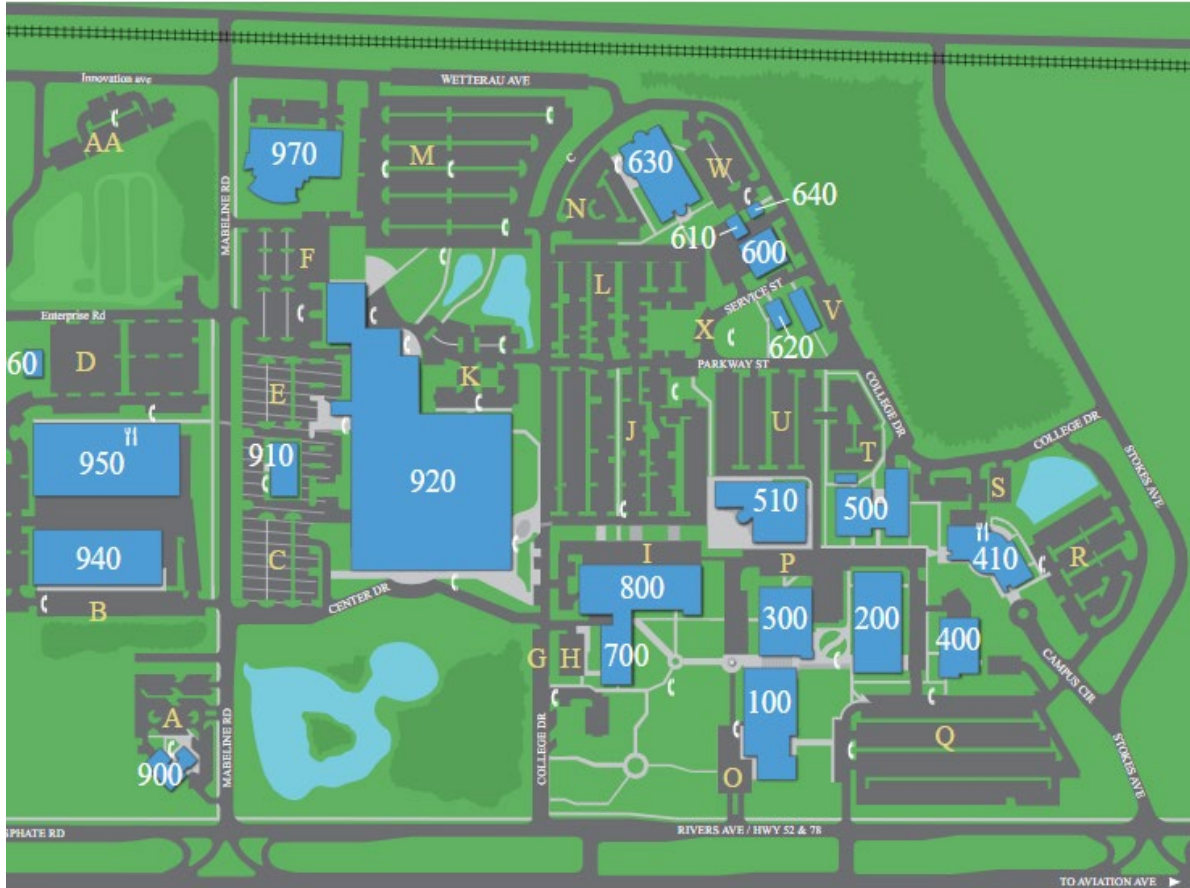 Innovation ave
WETTERAU AVE
AA
970
M
630
W
640
N
610
600
MABELINE RD
F
L
SERVICE ST
V
X
620
Enterprise Rd
60
D
K
PARKWAY ST
E
J
U
T
COLLEGE DR
COLLEGE DR
STOKES AVE
950
910
920
510
500
S
940
C
I
P
410
R
B
CENTER DR
800
300
200
400
G
H
700
CAMPUS CIR
A
100
Q
900
MABELINE RD
COLLEGE DR
O
STOKES AVE
SPHATE RD
RIVERS AVE / HWY 52 & 78
TO AVIATION AVE